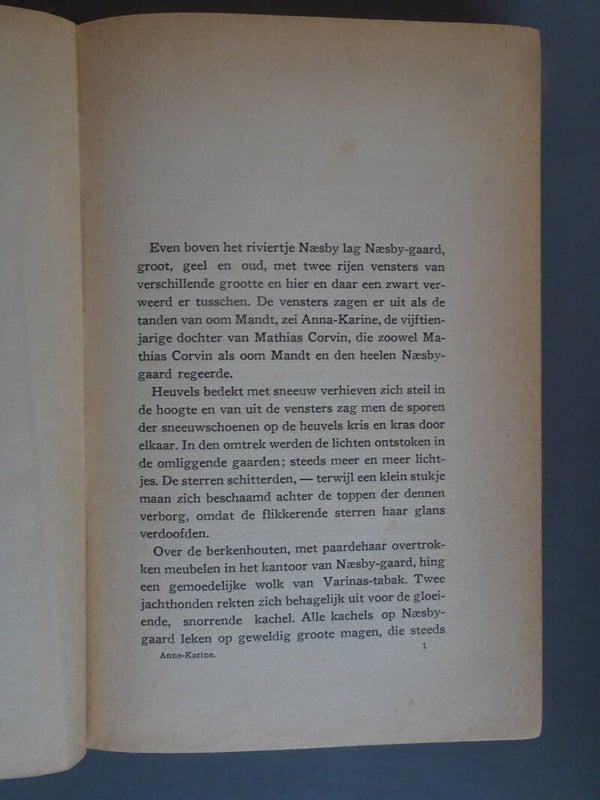 Even boven het riviertje Næsby lag Næsby-gaard,
groot, geel en oud, met twee rijen vensters van
verschillende grootte en hier en daar een zwart ver-
weerd er tusschen. De vensters zagen er uit als de
tanden van oom Mandt, zei Anna-Karine, de vijftien-
jarige dochter van Mathias Corvin, die zoowel Ma-
thias Corvin als oom Mandt en den heelen Næsby-
gaard regeerde.
Heuvels bedekt met sneeuw verhieven zich steil in
de hoogte en van uit de vensters zag men de sporen
der sneeuwschoenen op de heuvels kris en kras door
elkaar. In den omtrek werden de lichten ontstoken in
de omliggende gaarden; steeds meer en meer licht-
jes. De sterren schitterden, — terwijl een klein stukje
maan zich beschaamd achter de toppen der dennen
verborg, omdat de flikkerende sterren haar glans
verdoofden.
Over de berkenhouten, met paardehaar overtrok-
ken meubelen in het kantoor van Næsby-gaard, hing
een gemoedelijke wolk van Varinas-tabak. Twee
jachthonden rekten zich behagelijk uit voor de gloei-
ende, snorrende kachel. Alle kachels op Næsby-
gaard leken op geweldig groote magen, die steeds
Anne-Karine.
1